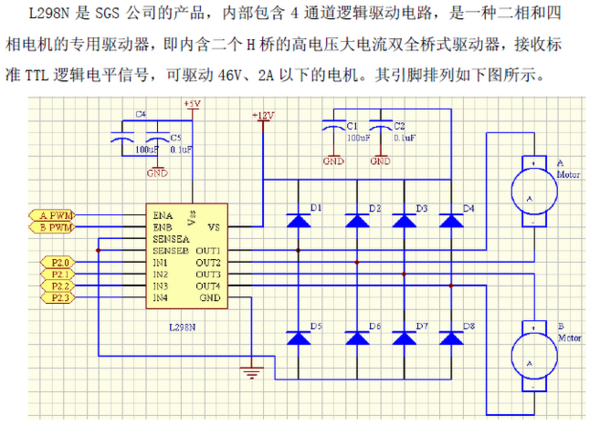 L298N 是 SGS 公司的产品，内部包含 4 通道逻辑驱动电路，是一种二相和四
相电机的专用驱动器，即内含二个 H 桥的高电压大电流双全桥式驱动器，接收标
准 TTL 逻辑电平信号，可驱动 46V、2A 以下的电机。其引脚排列如下图所示。
+5V
C4
100uF
C5
0.1uF
GND
+12V
C1
100uF
C2
0.1uF
GND
GND
A
Motor
A
D1
D2
D3
D4
A PWM
B PWM
P2.0
P2.1
P2.2
P2.3
ENA
ENB
SENSEA
SENSEB
IN1
IN2
IN3
IN4
Vss
VS
OUT1
OUT2
OUT3
OUT4
GND
L298N
D5
D6
D7
D8
B
Motor
A